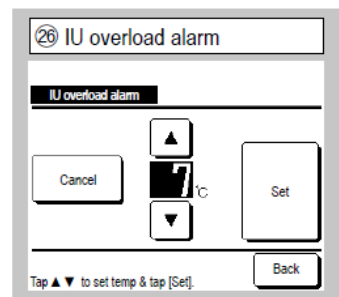 ㉖ IU overload alarm
IU overload alarm
▲
Cancel
7℃
Set
▼
Back
Tap ▲ ▼ to set temp & tap [Set].